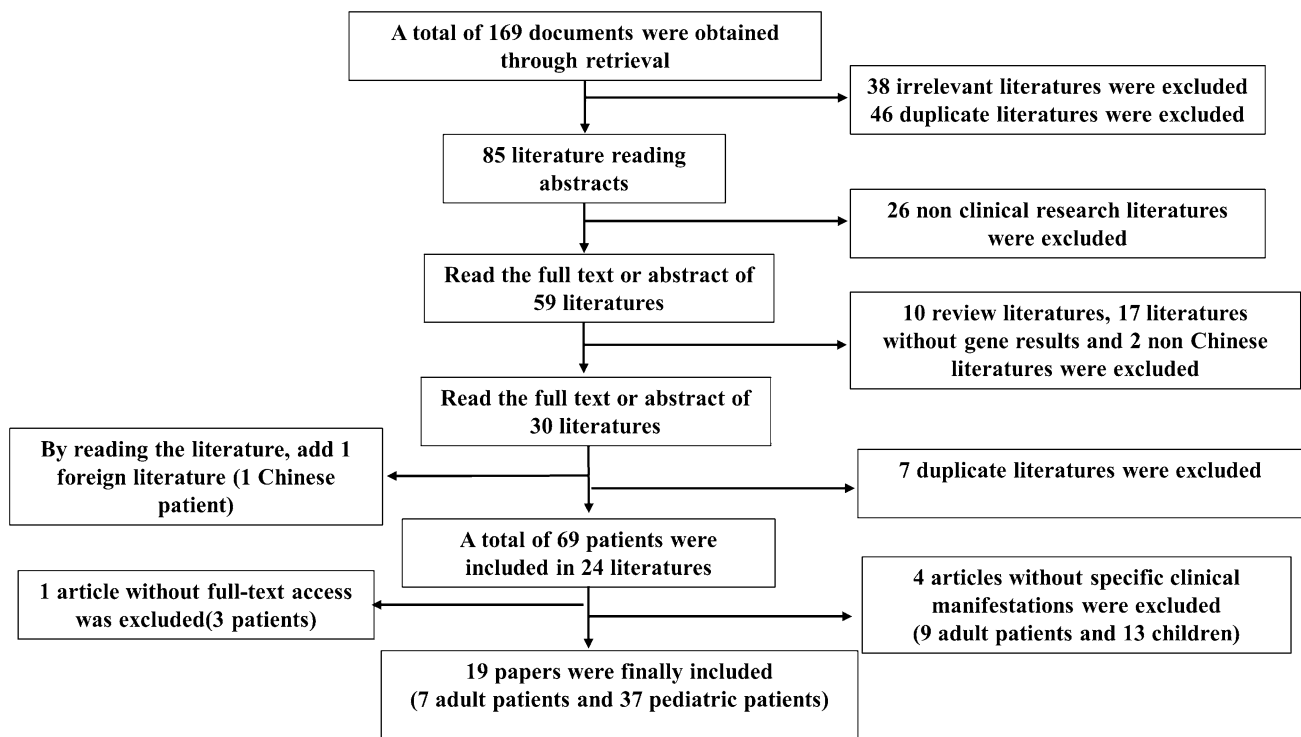 A total of 169 documents were obtained
through retrieval
38 irrelevant literatures were excluded
46 duplicate literatures were excluded
85 literature reading
abstracts
26 non clinical research literatures
were excluded
Read the full text or abstract of
59 literatures
10 review literatures, 17 literatures
without gene results and 2 non Chinese
literatures were excluded
Read the full text or abstract of
30 literatures
By reading the literature, add 1
foreign literature (1 Chinese
patient)
7 duplicate literatures were excluded
A total of 69 patients were
included in 24 literatures
1 article without full-text access
was excluded(3 patients)
4 articles without specific clinical
manifestations were excluded
(9 adult patients and 13 children)
19 papers were finally included
(7 adult patients and 37 pediatric patients)